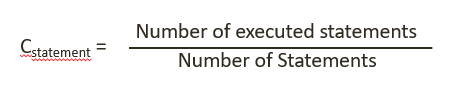 Number of executed statements
Cstatement =
Number of Statements